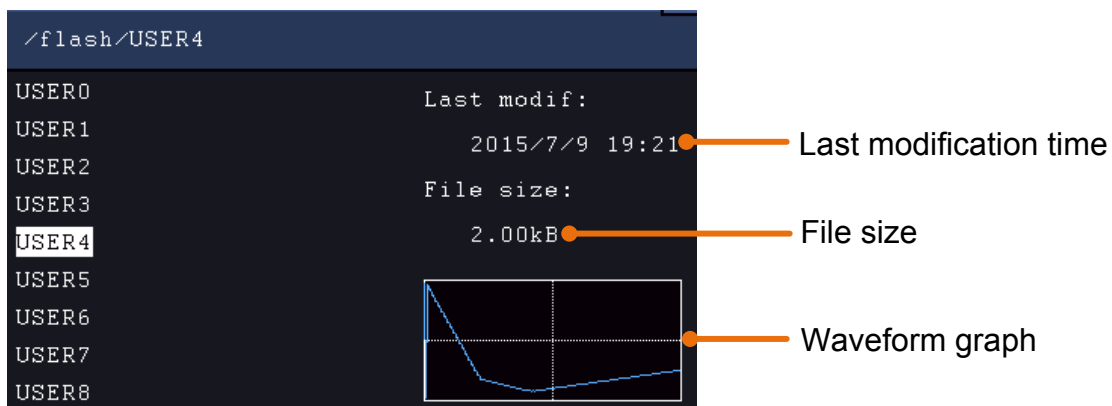 /flash/USER4
USER0
USER1
USER2
USER3
USER4
USER5
USER6
USER7
USER8
Last modif:
2015/7/9 19:21
File size:
2.00kB
Last modification time
File size
Waveform graph